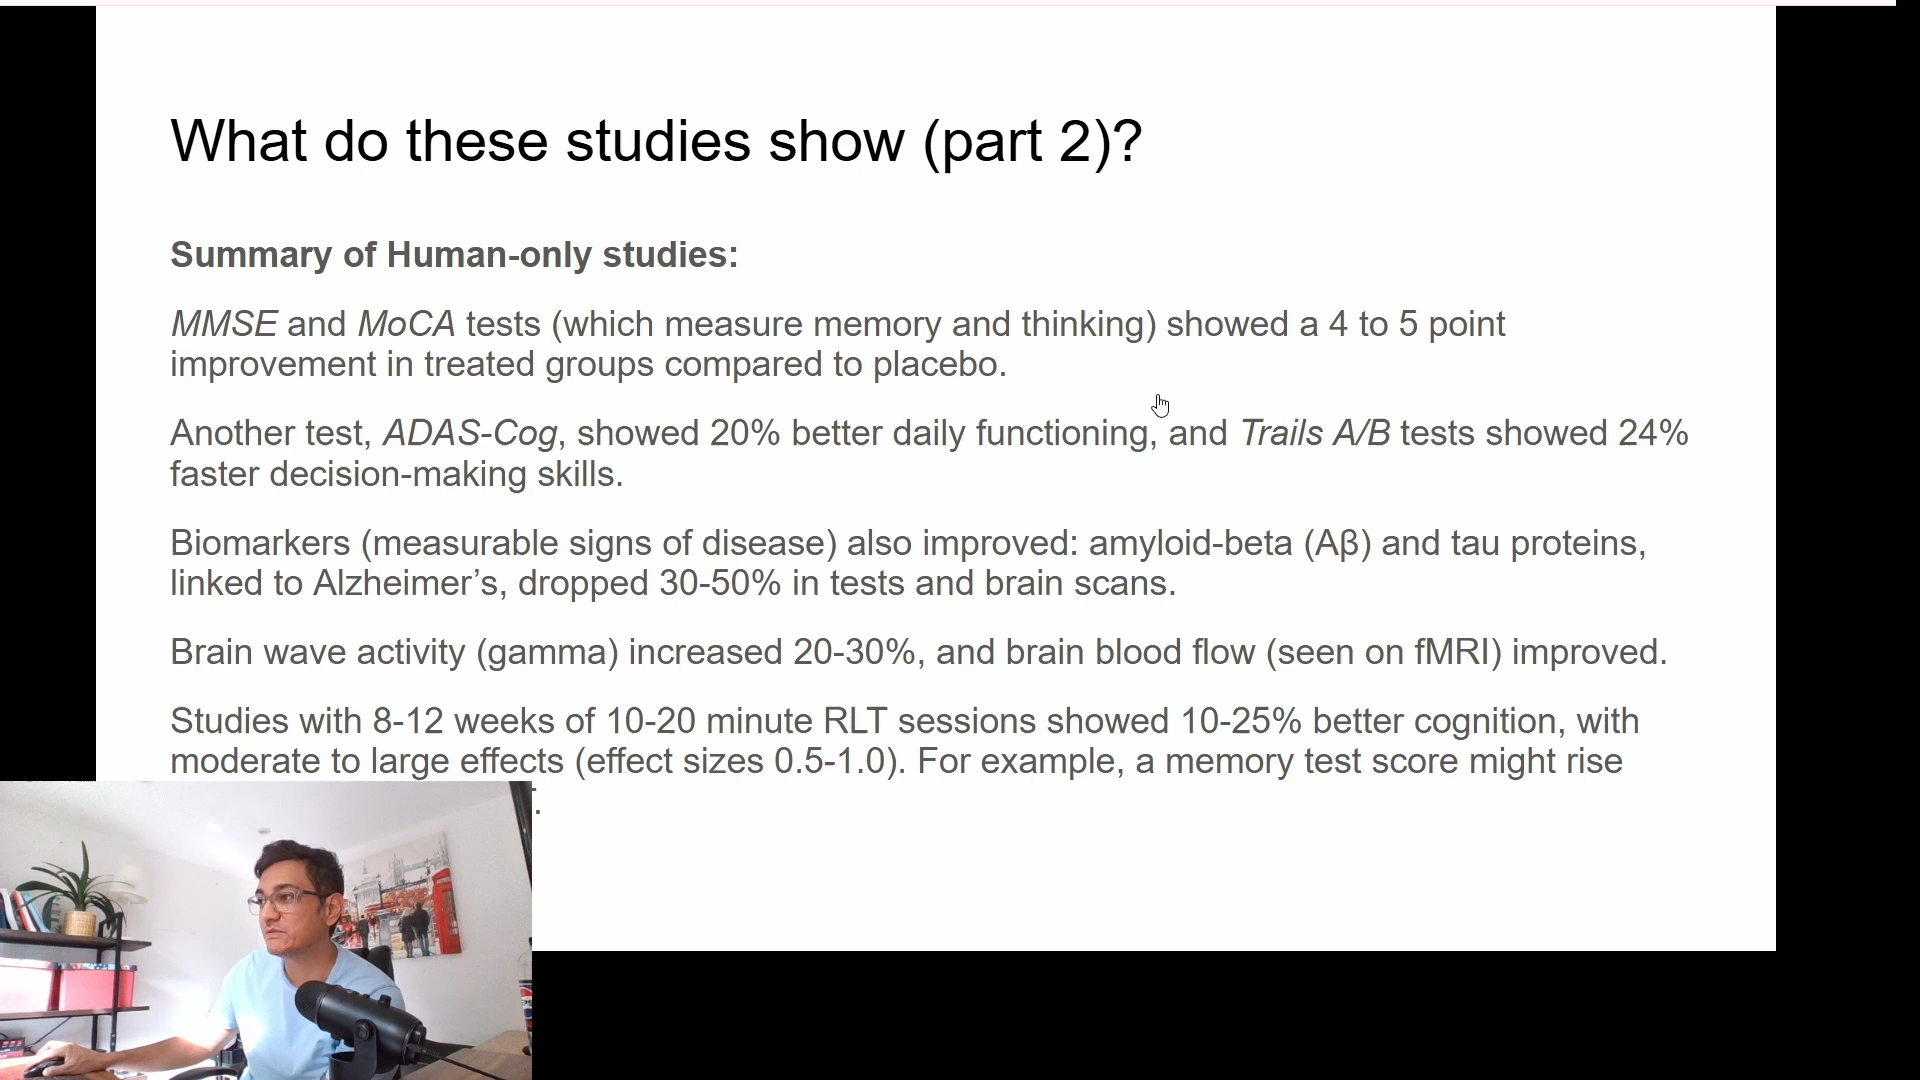 What do these studies show (part 2)?
Summary of Human-only studies:
MMSE and MoCA tests (which measure memory and thinking) showed a 4 to 5 point
improvement in treated groups compared to placebo.
Another test, ADAS-Cog, showed 20% better daily functioning, and Trails A/B tests showed 24%
faster decision-making skills.
Biomarkers (measurable signs of disease) also improved: amyloid-beta (Aβ) and tau proteins,
linked to Alzheimer’s, dropped 30-50% in tests and brain scans.
Brain wave activity (gamma) increased 20-30%, and brain blood flow (seen on fMRI) improved.
Studies with 8-12 weeks of 10-20 minute RLT sessions showed 10-25% better cognition, with
moderate to large effects (effect sizes 0.5-1.0). For example, a memory test score might rise